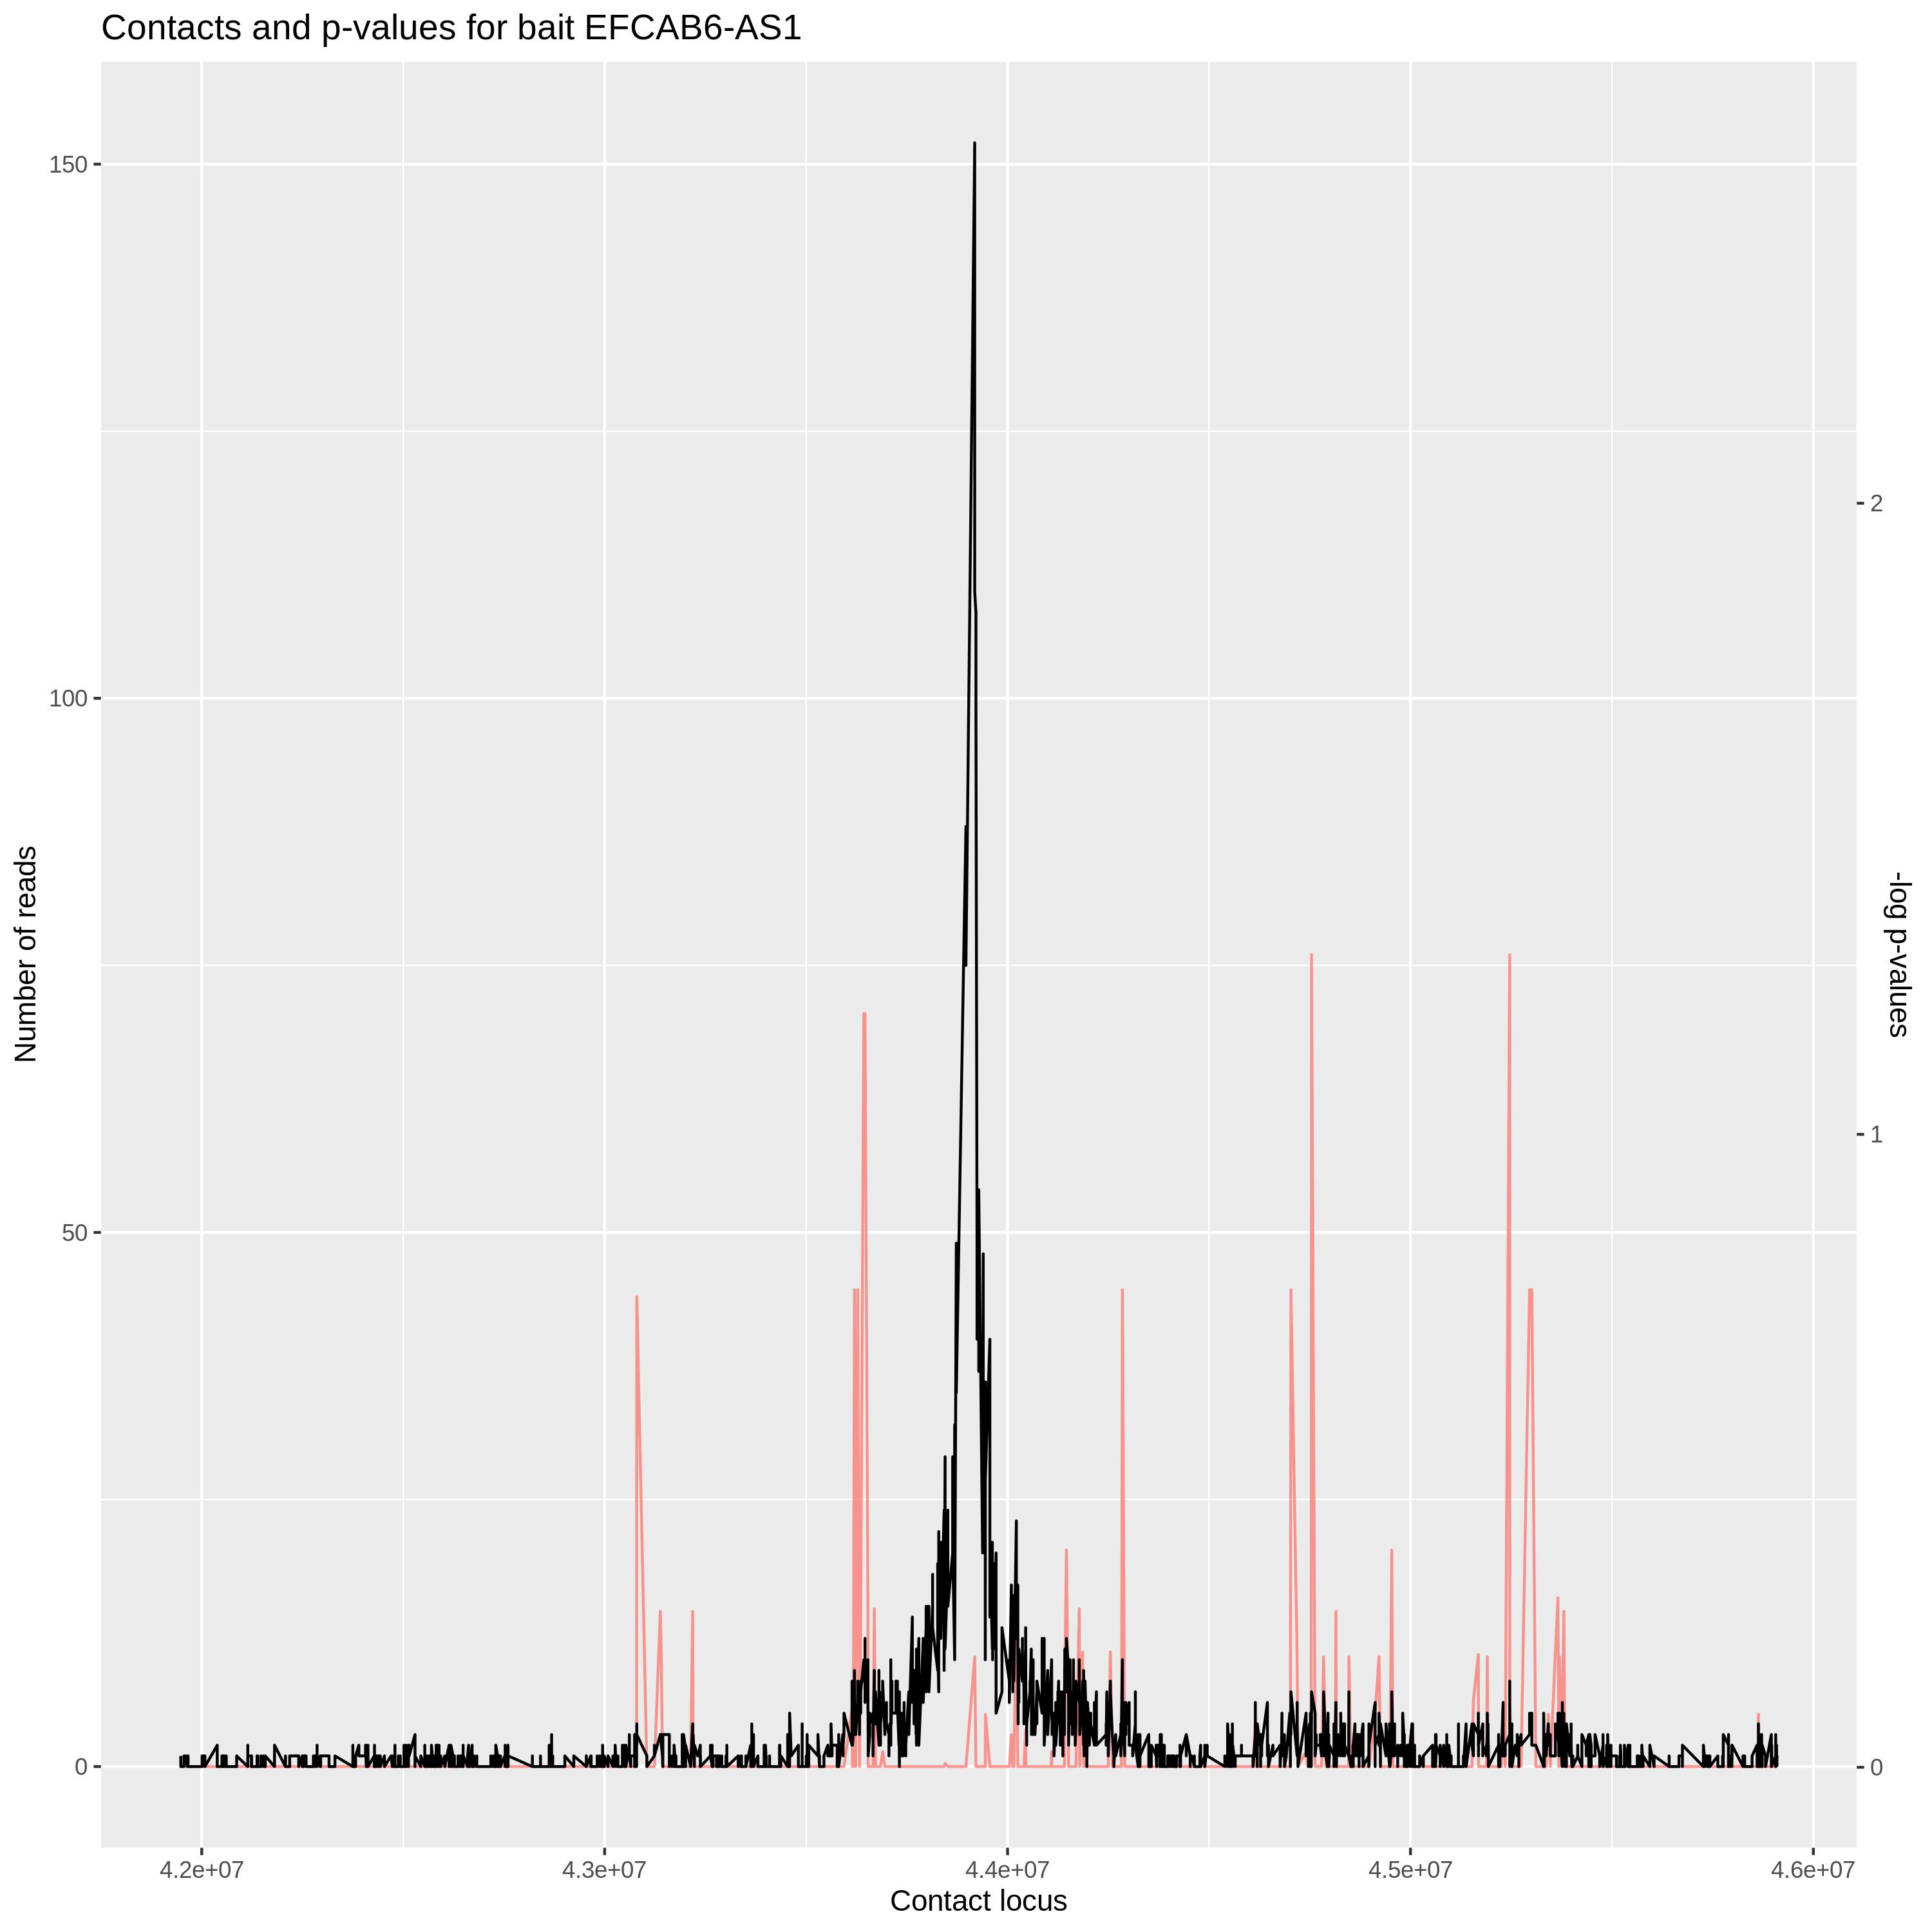 Contacts and p-values for bait EFCAB6-AS1
150
100
50
0
Number of reads
2
1
0
-log p-values
4.2e+07
4.3e+07
4.4e+07
4.5e+07
4.6e+07
Contact locus